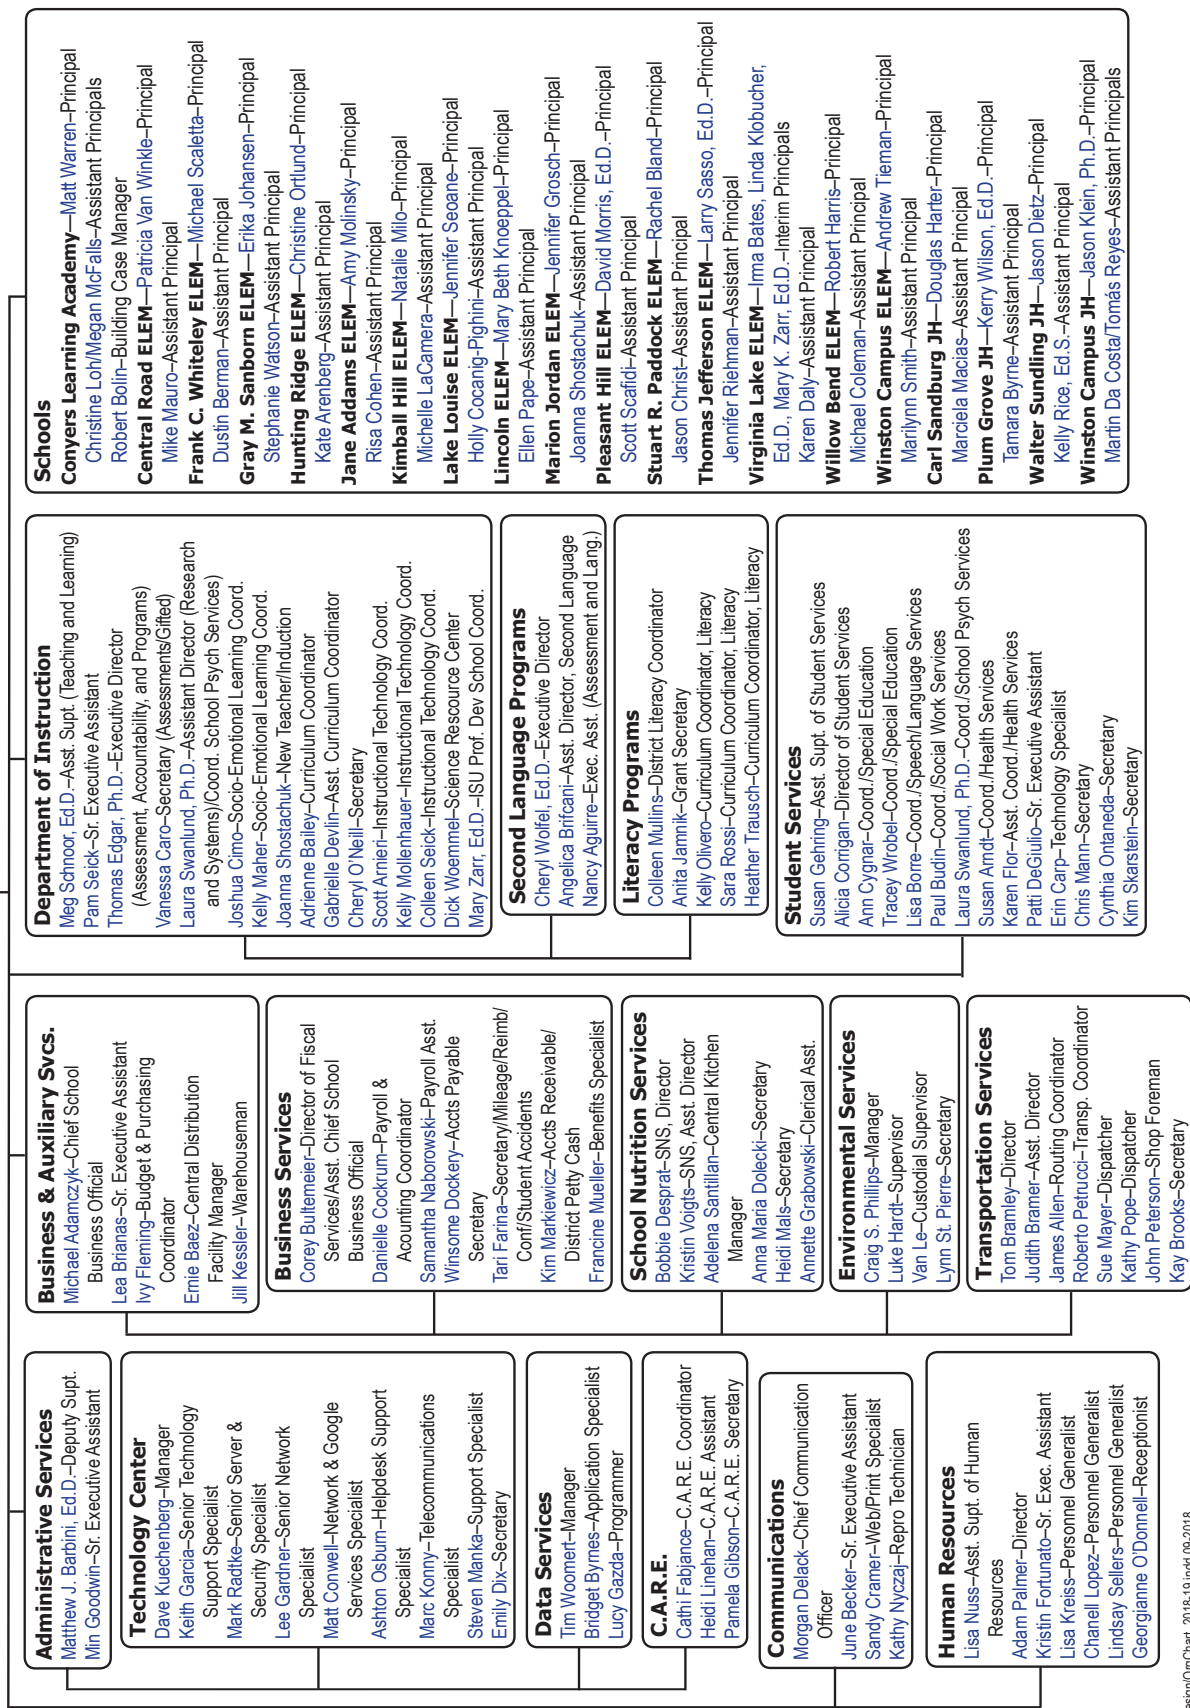 Administrative Services
Matthew J. Barbini, Ed.D.–Deputy Supt.
Min Goodwin–Sr. Executive Assistant
Technology Center
Dave Kuechenberg–Manager
Keith Garcia–Senior Technology
Support Specialist
Mark Radtke–Senior Server &
Security Specialist
Lee Gardner–Senior Network
Specialist
Matt Conwell–Network & Google
Services Specialist
Ashton Osburn–Helpdesk Support
Specialist
Marc Konny–Telecommunications
Specialist
Steven Manka–Support Specialist
Emily Dix–Secretary
Data Services
Tim Woomert–Manager
Bridget Byrnes–Application Specialist
Lucy Gazda–Programmer
C.A.R.E.
Cathi Fabjance–C.A.R.E. Coordinator
Heidi Linehan–C.A.R.E. Assistant
Pamela Gibson–C.A.R.E. Secretary
Communications
Morgan Delack–Chief Communication
Officer
June Becker–Sr. Executive Assistant
Sandy Cramer–Web/Print Specialist
Kathy Nyczaj–Repro Technician
Human Resources
Lisa Nuss–Asst. Supt. of Human
Resources
Adam Palmer–Director
Kristin Fortunato–Sr. Exec. Assistant
Lisa Kreiss–Personnel Generalist
Chanell Lopez–Personnel Generalist
Lindsay Sellers–Personnel Generalist
Georgianne O'Donnell–Receptionist
Business & Auxiliary Svcs.
Michael Adamczyk–Chief School
Business Official
Lea Brianas–Sr. Executive Assistant
Ivy Fleming–Budget & Purchasing
Coordinator
Ernie Baez–Central Distribution
Facility Manager
Jill Kessler–Warehouseman
Business Services
Corey Bultemeier–Director of Fiscal
Services/Asst. Chief School
Business Official
Danielle Cockrum–Payroll &
Acounting Coordinator
Samantha Naborowski–Payroll Asst.
Winsome Dockery–Accts Payable
Secretary
Tari Farina–Secretary/Mileage/Reimb/
Conf/Student Accidents
Kim Markiewicz–Accts Receivable/
District Petty Cash
Francine Mueller–Benefits Specialist
School Nutrition Services
Bobbie Desprat–SNS, Director
Kristin Voigts–SNS, Asst. Director
Adelena Santillan–Central Kitchen
Manager
Anna Maria Dolecki–Secretary
Heidi Mals–Secretary
Annette Grabowski–Clerical Asst.
Environmental Services
Craig S. Phillips–Manager
Luke Hardt–Supervisor
Van Le–Custodial Supervisor
Lynn St. Pierre–Secretary
Transportation Services
Tom Bramley–Director
Judith Bramer–Asst. Director
James Allen–Routing Coordinator
Roberto Petrucci–Transp. Coordinator
Sue Mayer–Dispatcher
Kathy Pope–Dispatcher
John Peterson–Shop Foreman
Kay Brooks–Secretary
Department of Instruction
Meg Schnoor, Ed.D.–Asst. Supt. (Teaching and Learning)
Pam Seick–Sr. Executive Assistant
Thomas Edgar, Ph.D.–Executive Director
(Assessment, Accountability, and Programs)
Vanessa Caro–Secretary (Assessments/Gifted)
Laura Swanlund, Ph.D.–Assistant Director (Research
and Systems)/Coord. School Psych Services)
Joshua Cimo–Socio-Emotional Learning Coord.
Kelly Maher–Socio-Emotional Learning Coord.
Joanna Shostachuk–New Teacher/Induction
Adrienne Bailey–Curriculum Coordinator
Gabrielle Devlin–Asst. Curriculum Coordinator
Cheryl O'Neill–Secretary
Scott Arnieri–Instructional Technology Coord.
Kelly Mollenhauer–Instructional Technology Coord.
Colleen Seick–Instructional Technology Coord.
Dick Woemmel–Science Rescource Center
Mary Zarr, Ed.D.–ISU Prof. Dev School Coord.
Second Language Programs
Cheryl Wolfel, Ed.D.–Executive Director
Angelica Brifcani–Asst. Director, Second Language
Nancy Aguirre–Exec. Asst. (Assessment and Lang.)
Literacy Programs
Colleen Mullins–District Literacy Coordinator
Anita Jamnik–Grant Secretary
Kelly Olivero–Curriculum Coordinator, Literacy
Sara Rossi–Curriculum Coordinator, Literacy
Heather Trausch–Curriculum Coordinator, Literacy
Student Services
Susan Gehring–Asst. Supt. of Student Services
Alicia Corrigan–Director of Student Services
Ann Cygnar–Coord./Special Education
Tracey Wrobel–Coord./Special Education
Lisa Borre–Coord./Speech/Language Services
Paul Budin–Coord./Social Work Services
Laura Swanlund, Ph.D.–Coord./School Psych Services
Susan Arndt–Coord./Health Services
Karen Flor–Asst. Coord./Health Services
Patti DeGiulio–Sr. Executive Assistant
Erin Carp–Technology Specialist
Chris Mann–Secretary
Cynthia Ontaneda–Secretary
Kim Skarstein–Secretary
Schools
Conyers Learning Academy—Matt Warren–Principal
Christine Loh/Megan McFalls–Assistant Principals
Robert Bolin–Building Case Manager
Central Road ELEM—Patricia Van Winkle–Principal
Mike Mauro–Assistant Principal
Frank C. Whiteley ELEM—Michael Scaletta–Principal
Dustin Berman–Assistant Principal
Gray M. Sanborn ELEM—Erika Johansen–Principal
Stephanie Watson–Assistant Principal
Hunting Ridge ELEM—Christine Ortlund–Principal
Kate Arenberg–Assistant Principal
Jane Addams ELEM—Amy Molinsky–Principal
Risa Cohen–Assistant Principal
Kimball Hill ELEM—Natalie Milo–Principal
Michelle LaCamera–Assistant Principal
Lake Louise ELEM—Jennifer Seoane–Principal
Holly Cocanig-Pighini–Assistant Principal
Lincoln ELEM—Mary Beth Knoeppel–Principal
Ellen Pape–Assistant Principal
Marion Jordan ELEM—Jennifer Grosch–Principal
Joanna Shostachuk–Assistant Principal
Pleasant Hill ELEM—David Morris, Ed.D.–Principal
Scott Scafidi–Assistant Principal
Stuart R. Paddock ELEM—Rachel Bland–Principal
Jason Christ–Assistant Principal
Thomas Jefferson ELEM—Larry Sasso, Ed.D.–Principal
Jennifer Riehman–Assistant Principal
Virginia Lake ELEM—Irma Bates, Linda Klobucher,
Ed.D., Mary K. Zarr, Ed.D.–Interim Principals
Karen Daly–Assistant Principal
Willow Bend ELEM—Robert Harris–Principal
Michael Coleman–Assistant Principal
Winston Campus ELEM—Andrew Tieman–Principal
Marilynn Smith–Assistant Principal
Carl Sandburg JH—Douglas Harter–Principal
Marciela Macias–Assistant Principal
Plum Grove JH—Kerry Wilson, Ed.D.–Principal
Tamara Byrne–Assistant Principal
Walter Sundling JH—Jason Dietz–Principal
Kelly Rice, Ed.S.–Assistant Principal
Winston Campus JH—Jason Klein, Ph.D.–Principal
Martin Da Costa/Tomás Reyes–Assistant Principals